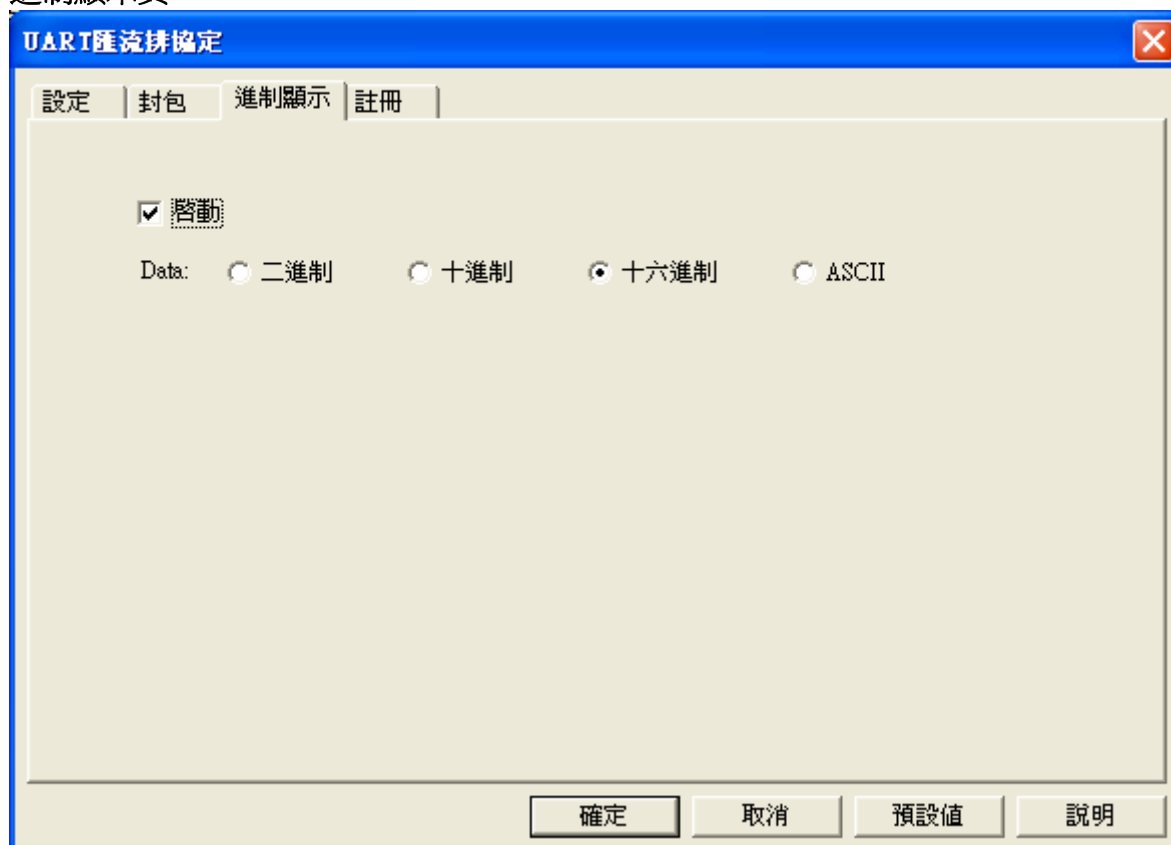 UART匯流排協定
設定 封包 進制顯示 註冊
啓動
Data: 二進制 十進制 十六進制 ASCII
確定 取消 預設值 説明